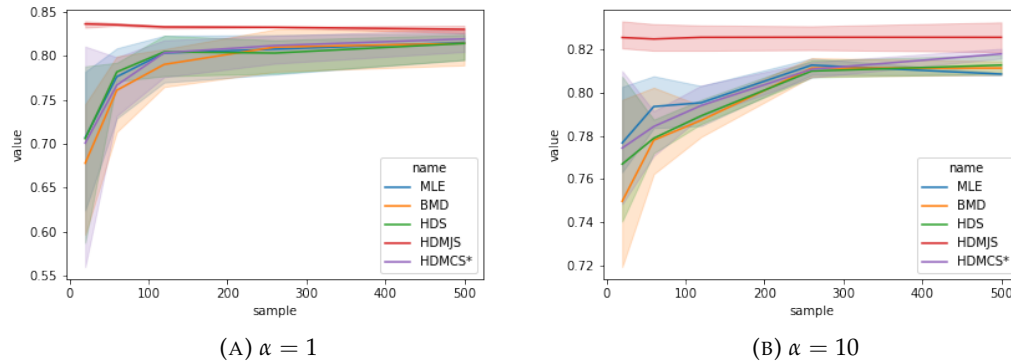 0.85
0.80
0.75
0.70
0.65
0.60
0.55
value
0 100 200 300 400 500
sample
name
MLE
BMD
HDS
HDMJS
HDMCS*
(A) α = 1
0.82
0.80
0.78
0.76
0.74
0.72
value
0 100 200 300 400 500
sample
name
MLE
BMD
HDS
HDMJS
HDMCS*
(B) α = 10